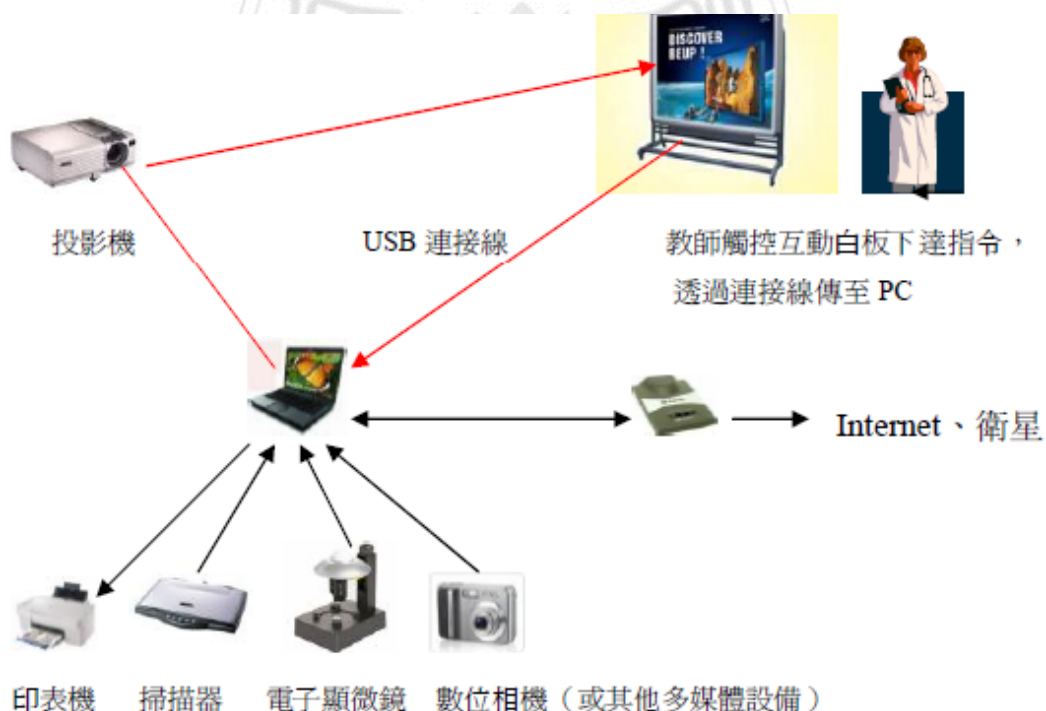 DISCOVER
BEUP !
投影機
USB 連接線
教師觸控互動白板下達指令，
透過連接線傳至 PC
Internet、衛星
印表機 掃描器 電子顯微鏡 數位相機（或其他多媒體設備）